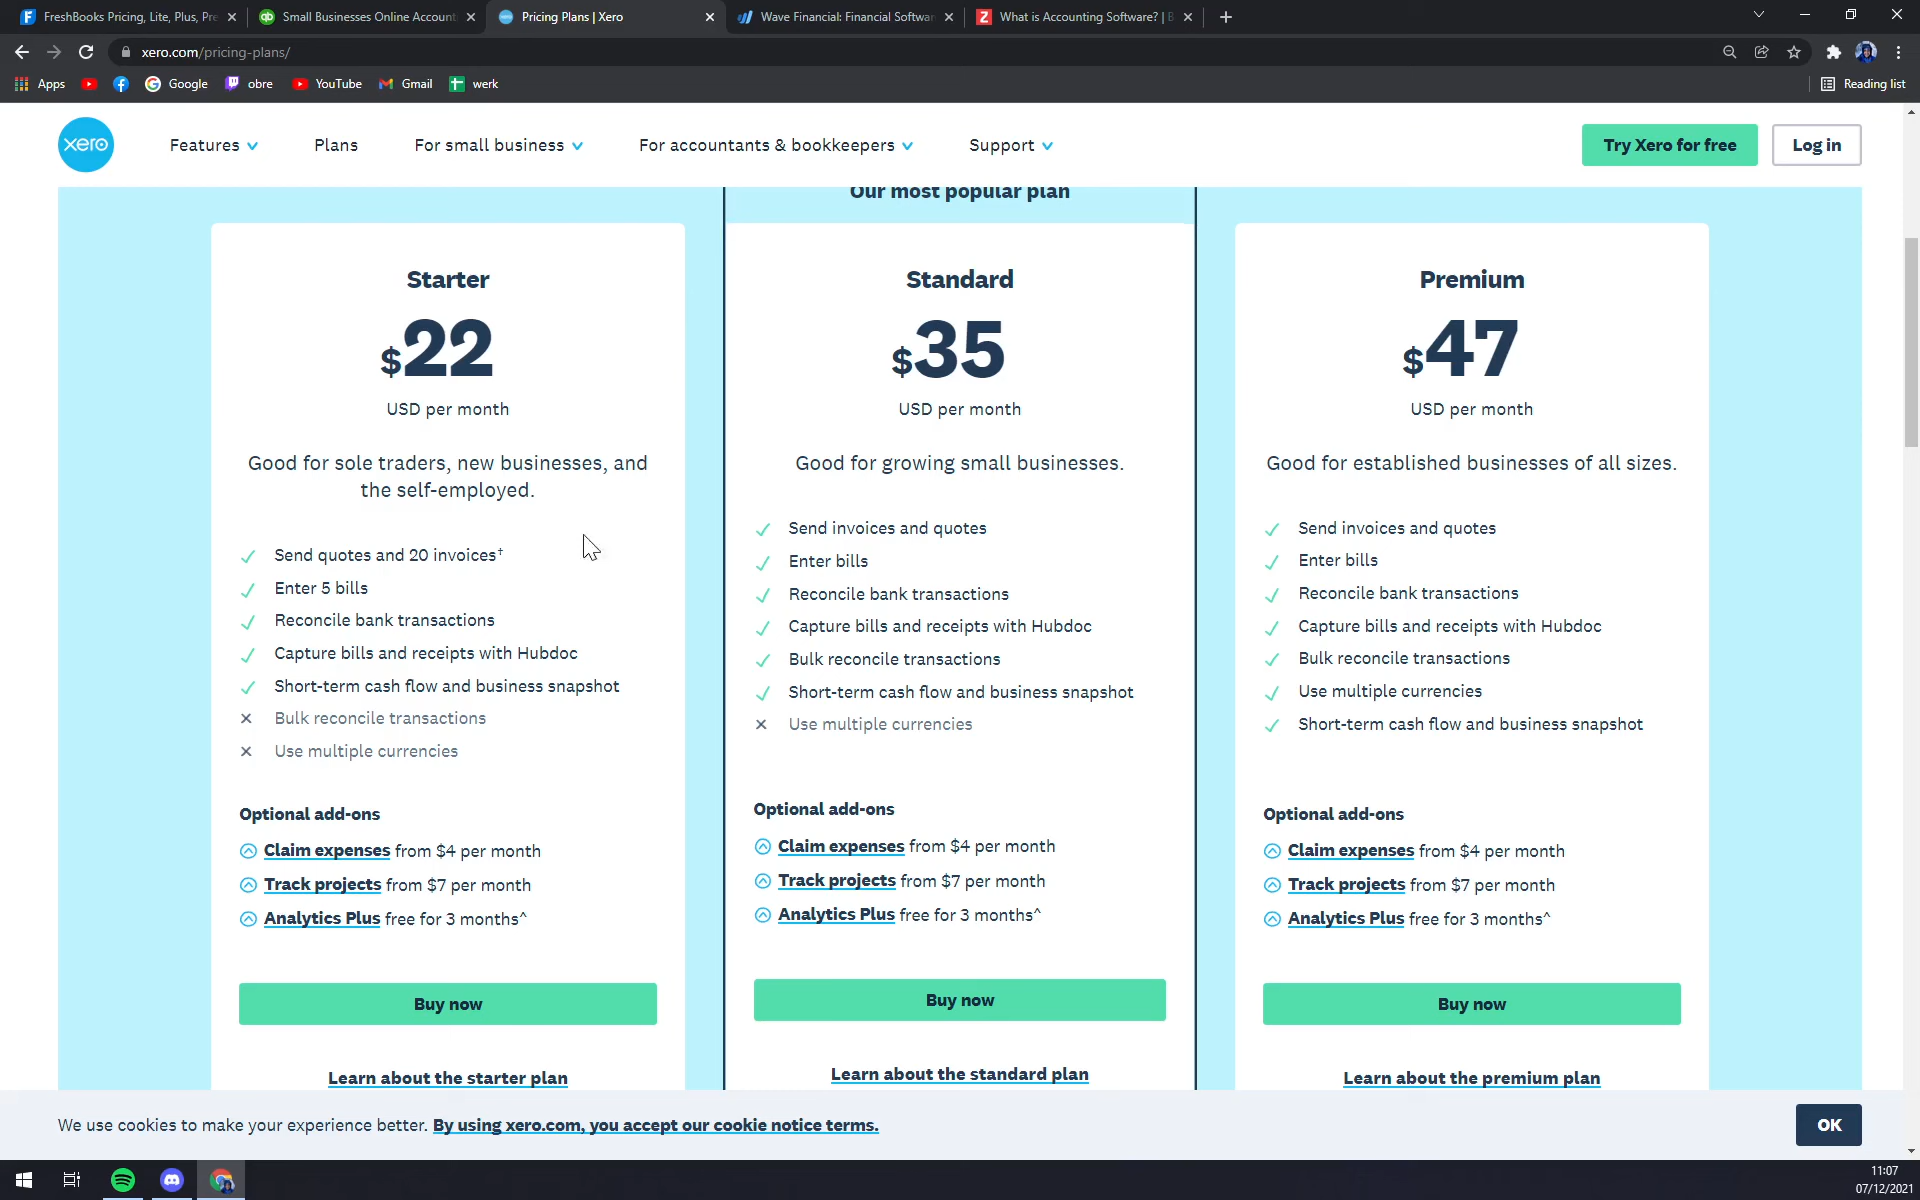 FreshBooks Pricing, Lite, Plus, Pre
Small Businesses Online Account
Pricing Plans | Xero
Wave Financial: Financial Softwar
What is Accounting Software? | B
xero.com/pricing-plans/
Apps
Google
obre
YouTube
Gmail
werk
Reading list
xero
Features
Plans
For small business
For accountants & bookkeepers
Support
Try Xero for free
Log in
Our most popular plan
Starter
$22
USD per month
Good for sole traders, new businesses, and
the self-employed.
Send quotes and 20 invoices†
Enter 5 bills
Reconcile bank transactions
Capture bills and receipts with Hubdoc
Short-term cash flow and business snapshot
Bulk reconcile transactions
Use multiple currencies
Optional add-ons
Claim expenses from $4 per month
Track projects from $7 per month
Analytics Plus free for 3 months^
Buy now
Learn about the starter plan
Standard
$35
USD per month
Good for growing small businesses.
Send invoices and quotes
Enter bills
Reconcile bank transactions
Capture bills and receipts with Hubdoc
Bulk reconcile transactions
Short-term cash flow and business snapshot
Use multiple currencies
Optional add-ons
Claim expenses from $4 per month
Track projects from $7 per month
Analytics Plus free for 3 months^
Buy now
Learn about the standard plan
Premium
$47
USD per month
Good for established businesses of all sizes.
Send invoices and quotes
Enter bills
Reconcile bank transactions
Capture bills and receipts with Hubdoc
Bulk reconcile transactions
Use multiple currencies
Short-term cash flow and business snapshot
Optional add-ons
Claim expenses from $4 per month
Track projects from $7 per month
Analytics Plus free for 3 months^
Buy now
Learn about the premium plan
We use cookies to make your experience better. By using xero.com, you accept our cookie notice terms.
OK
11:07
07/12/2021